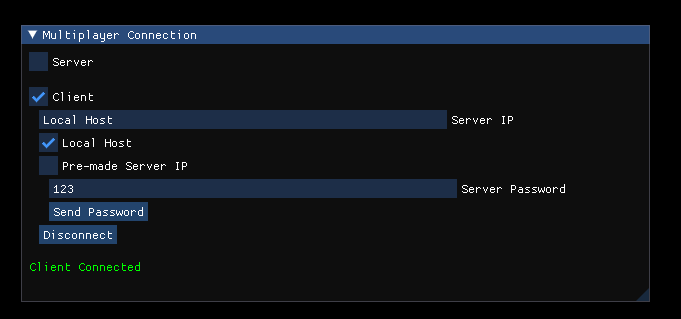 Multiplayer Connection
Server
Client
Local Host Server IP
Local Host
Pre-made Server IP
123 Server Password
Send Password
Disconnect
Client Connected